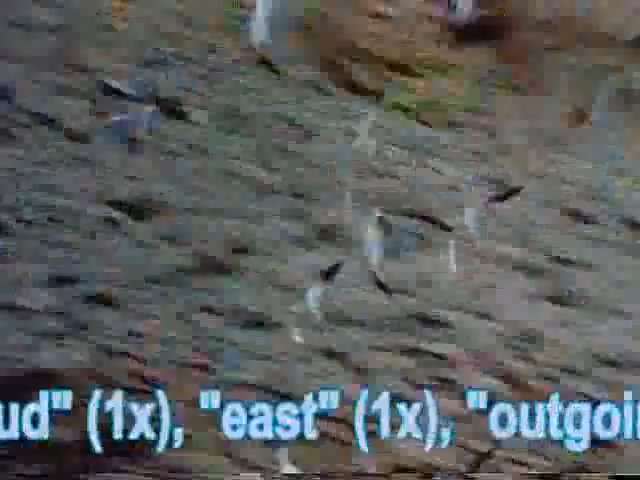 ud" (1x), "east" (1x), "outgoi